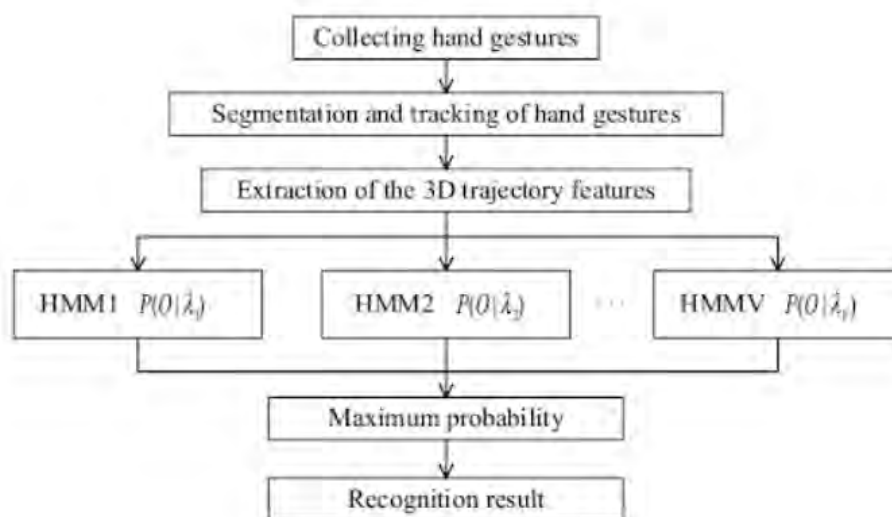 Collecting hand gestures
Segmentation and tracking of hand gestures
Extraction of the 3D trajectory features
HMM1 P(O|λ₁)
HMM2 P(O|λ₂)
· · ·
HMMV P(O|λᵥ)
Maximum probability
Recognition result